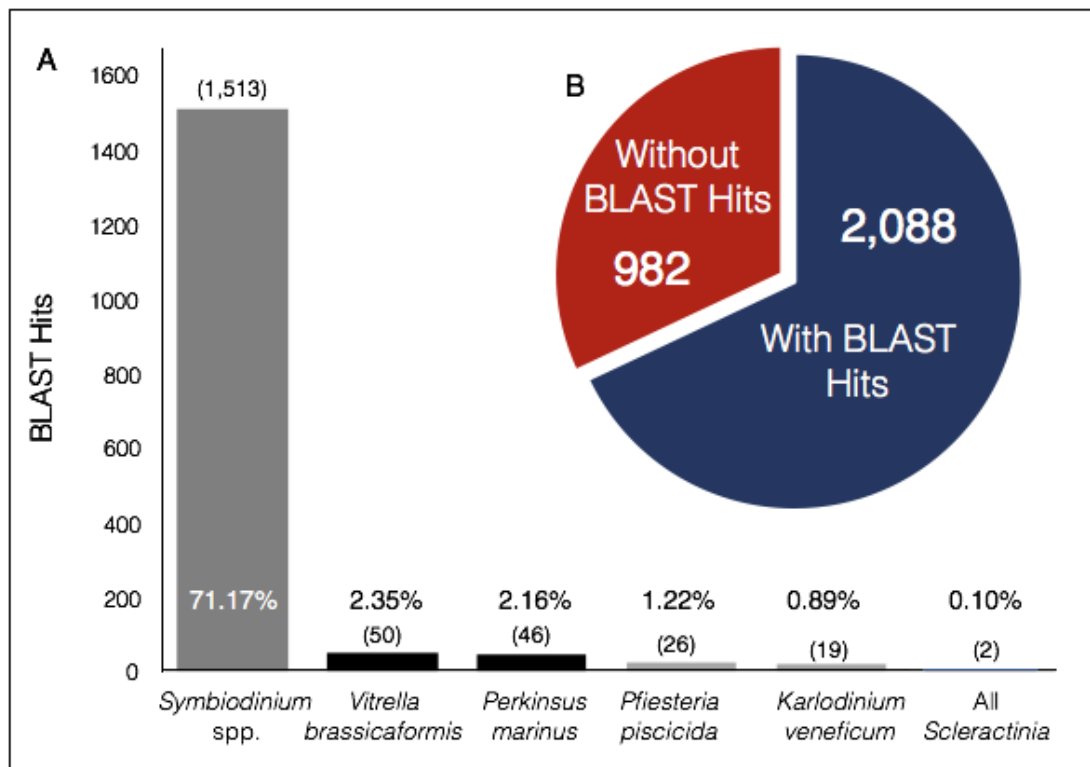 A
BLAST Hits
1600
1400
1200
1000
800
600
400
200
0
(1,513)
71.17%
2.35%
(50)
2.16%
(46)
1.22%
(26)
0.89%
(19)
0.10%
(2)
Symbiodinium
spp.
Vitrella
brassicaformis
Perkinsus
marinus
Pfiesteria
piscicida
Karlodinium
veneficum
All
Scleractinia
B
Without
BLAST Hits
982
2,088
With BLAST
Hits